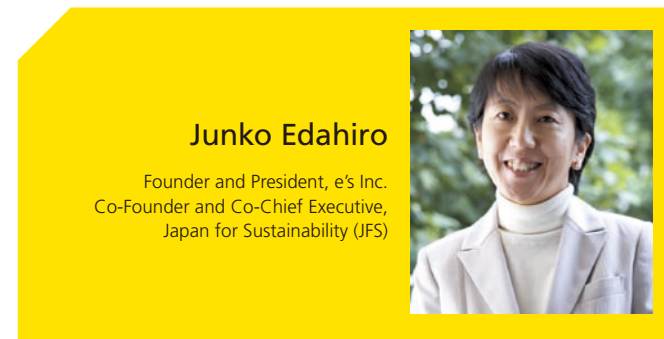 Junko Edahiro
Founder and President, e's Inc.
Co-Founder and Co-Chief Executive,
Japan for Sustainability (JFS)